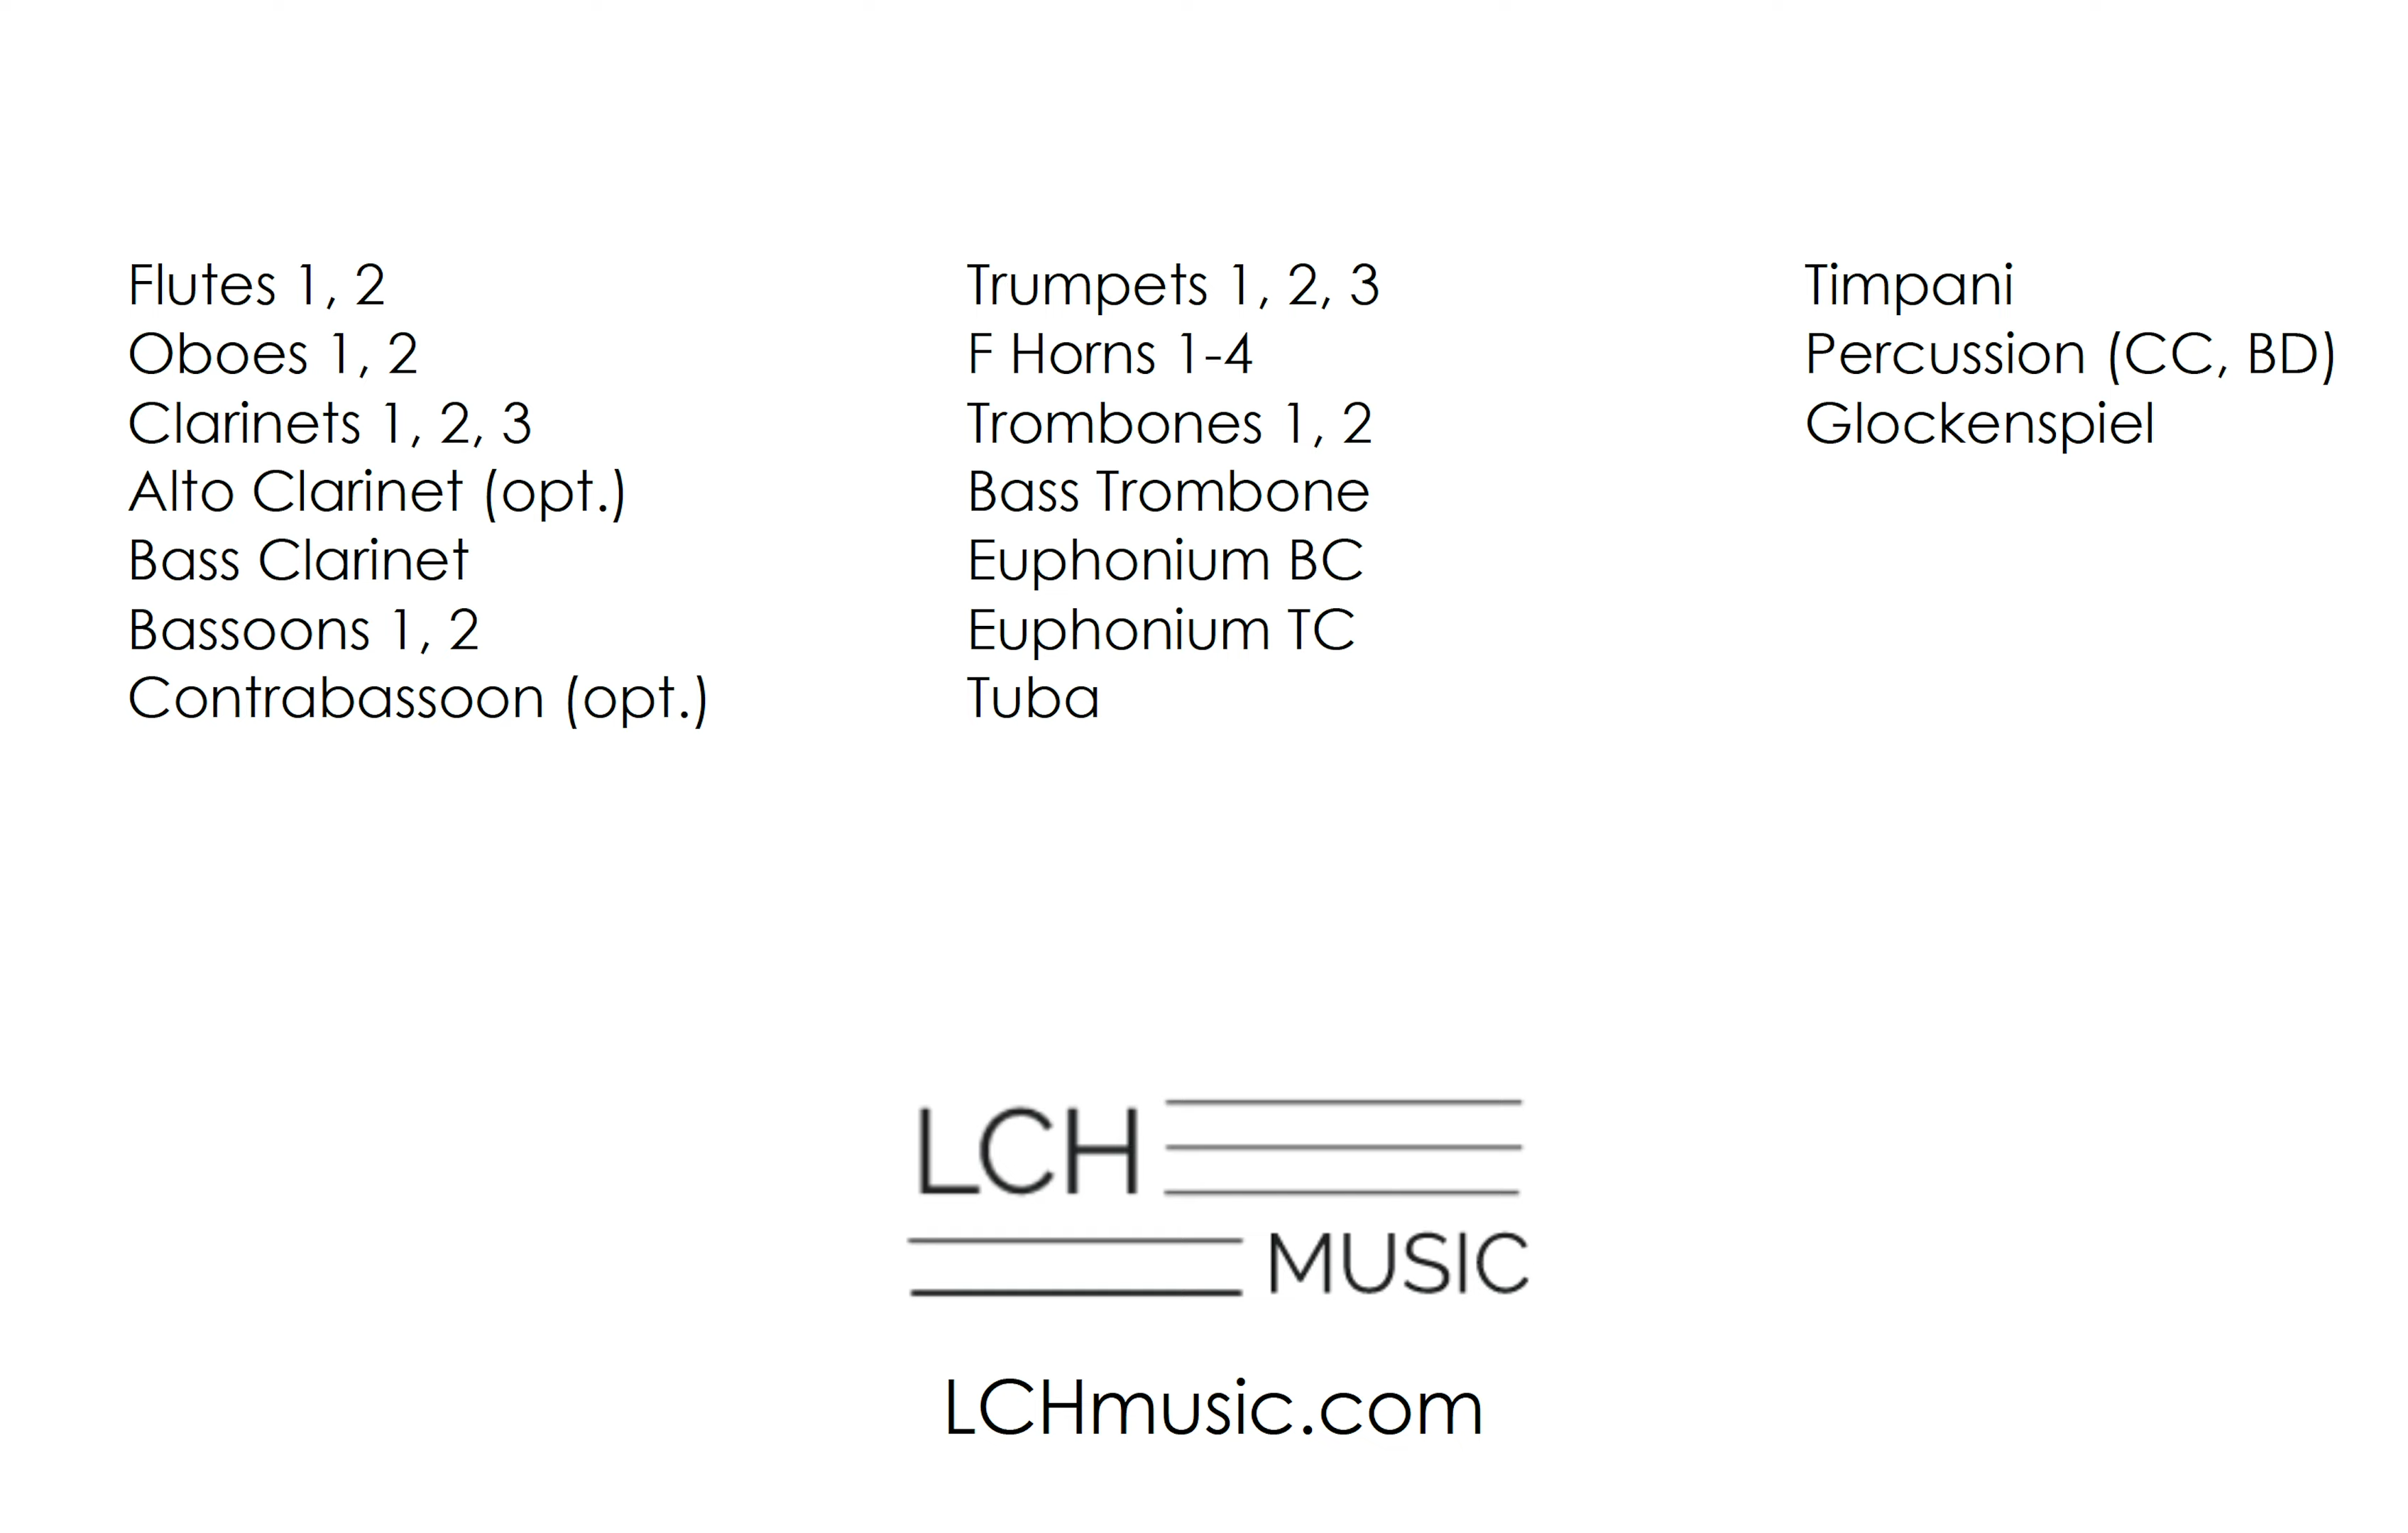 Flutes 1, 2
Oboes 1, 2
Clarinets 1, 2, 3
Alto Clarinet (opt.)
Bass Clarinet
Bassoons 1, 2
Contrabassoon (opt.)
Trumpets 1, 2, 3
F Horns 1-4
Trombones 1, 2
Bass Trombone
Euphonium BC
Euphonium TC
Tuba
Timpani
Percussion (CC, BD)
Glockenspiel
LCH
MUSIC
LCHmusic.com